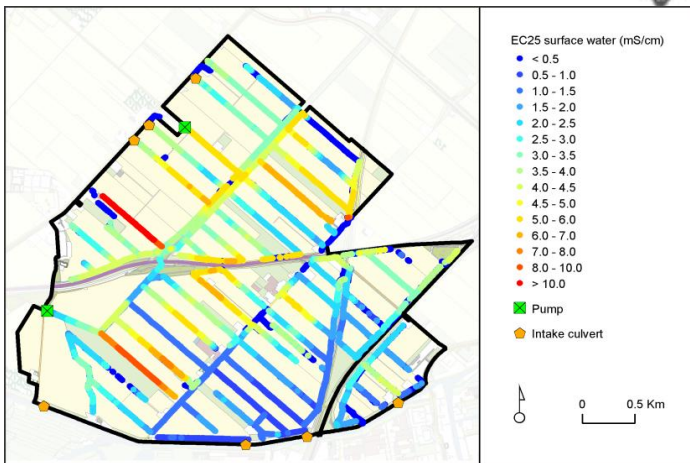 EC25 surface water (mS/cm)
< 0.5
0.5 - 1.0
1.0 - 1.5
1.5 - 2.0
2.0 - 2.5
2.5 - 3.0
3.0 - 3.5
3.5 - 4.0
4.0 - 4.5
4.5 - 5.0
5.0 - 6.0
6.0 - 7.0
7.0 - 8.0
8.0 - 10.0
> 10.0
Pump
Intake culvert
0 0.5 Km